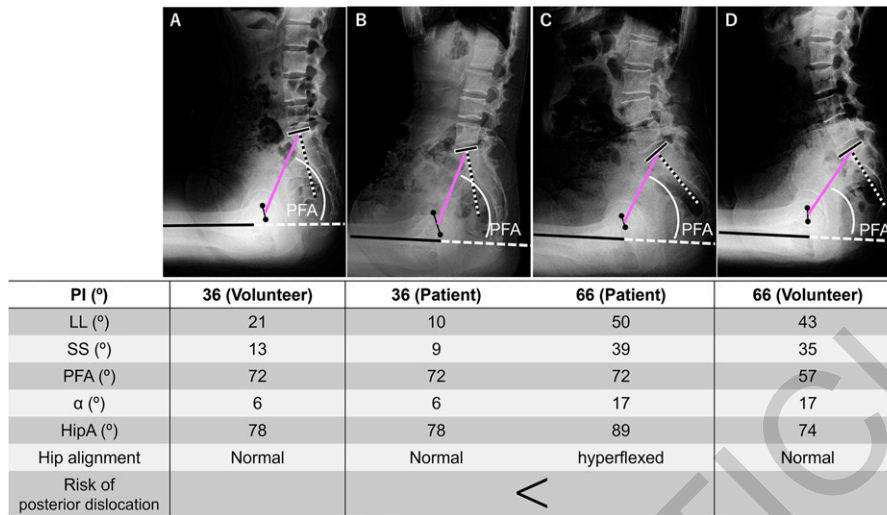 A B C D
PFA PFA PFA PFA
PI (º) 36 (Volunteer) 36 (Patient) 66 (Patient) 66 (Volunteer)
LL (º) 21 10 50 43
SS (º) 13 9 39 35
PFA (º) 72 72 72 57
α (º) 6 6 17 17
HipA (º) 78 78 89 74
Hip alignment Normal Normal hyperflexed Normal
Risk of
posterior dislocation <